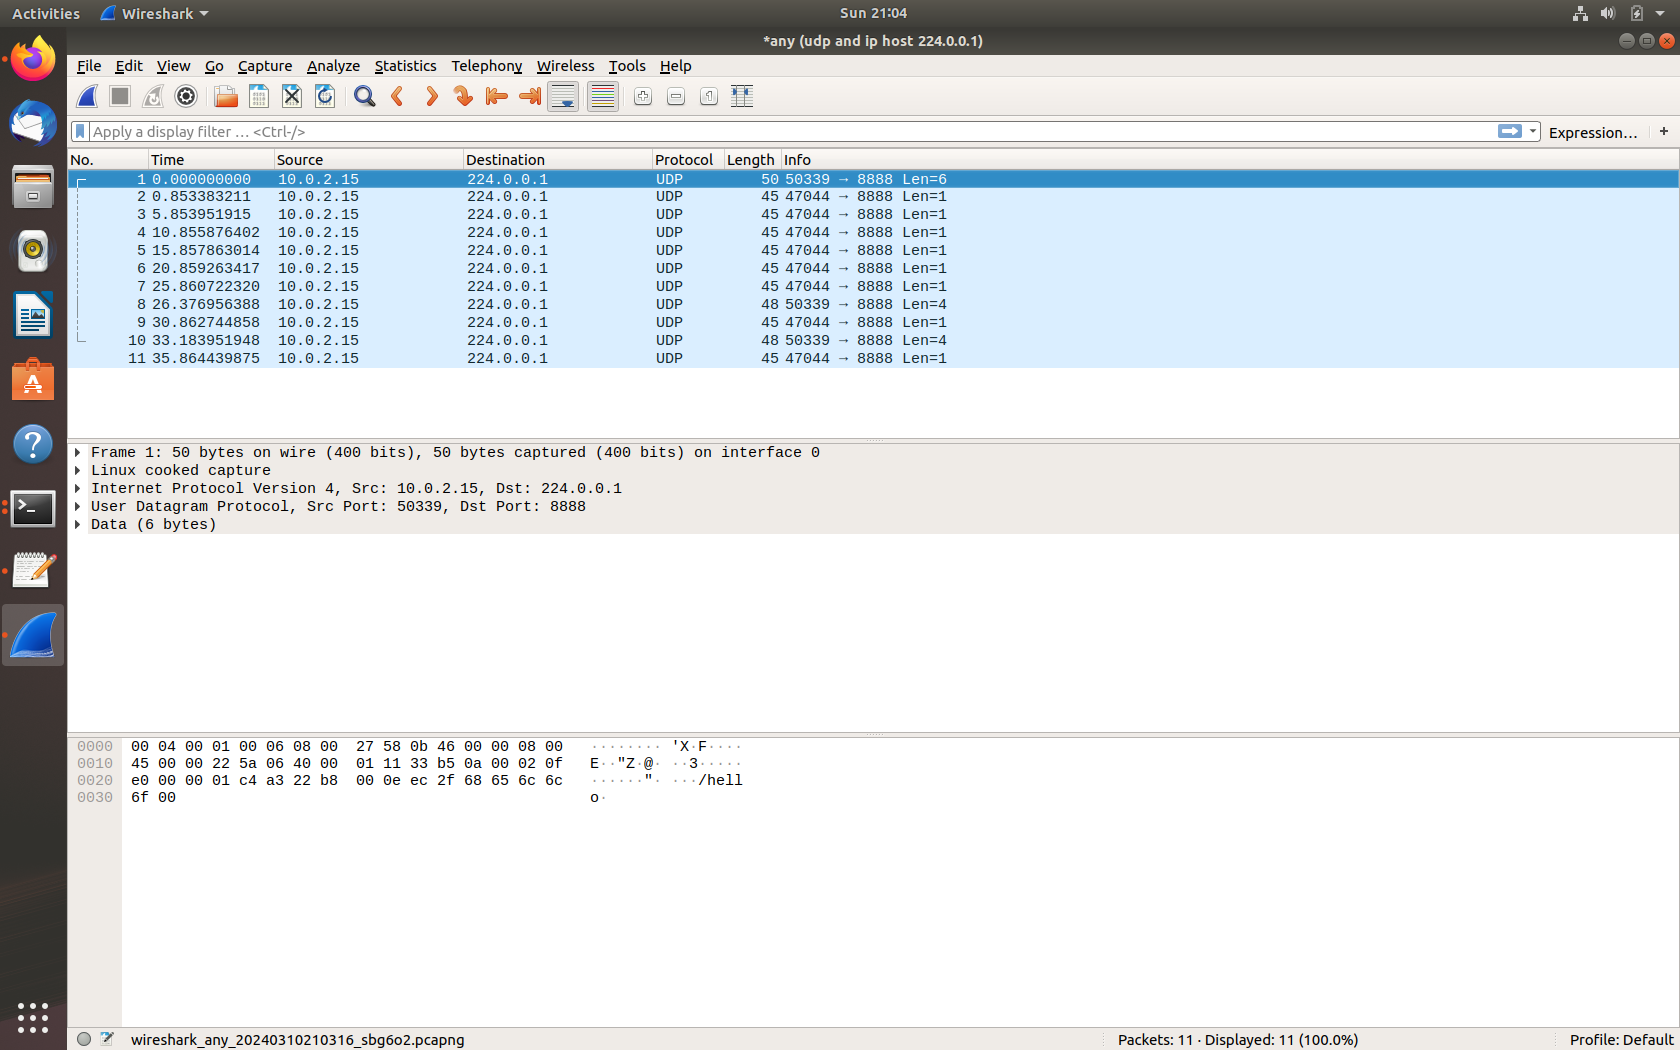 Activities Wireshark Sun 21:04
*any (udp and ip host 224.0.0.1)
File Edit View Go Capture Analyze Statistics Telephony Wireless Tools Help
Apply a display filter … <Ctrl-/> Expression… +
No. Time Source Destination Protocol Length Info
1 0.000000000 10.0.2.15 224.0.0.1 UDP 50 50339 → 8888 Len=6
2 0.853383211 10.0.2.15 224.0.0.1 UDP 45 47044 → 8888 Len=1
3 5.853951915 10.0.2.15 224.0.0.1 UDP 45 47044 → 8888 Len=1
4 10.855876402 10.0.2.15 224.0.0.1 UDP 45 47044 → 8888 Len=1
5 15.857863014 10.0.2.15 224.0.0.1 UDP 45 47044 → 8888 Len=1
6 20.859263417 10.0.2.15 224.0.0.1 UDP 45 47044 → 8888 Len=1
7 25.860722320 10.0.2.15 224.0.0.1 UDP 45 47044 → 8888 Len=1
8 26.376956388 10.0.2.15 224.0.0.1 UDP 48 50339 → 8888 Len=4
9 30.862744858 10.0.2.15 224.0.0.1 UDP 45 47044 → 8888 Len=1
10 33.183951948 10.0.2.15 224.0.0.1 UDP 48 50339 → 8888 Len=4
11 35.864439875 10.0.2.15 224.0.0.1 UDP 45 47044 → 8888 Len=1
Frame 1: 50 bytes on wire (400 bits), 50 bytes captured (400 bits) on interface 0
Linux cooked capture
Internet Protocol Version 4, Src: 10.0.2.15, Dst: 224.0.0.1
User Datagram Protocol, Src Port: 50339, Dst Port: 8888
Data (6 bytes)
0000 00 04 00 01 00 06 08 00 27 58 0b 46 00 00 08 00 ········ 'X·F····
0010 45 00 00 22 5a 06 40 00 01 11 33 b5 0a 00 02 0f E··"Z·@· ··3·····
0020 e0 00 00 01 c4 a3 22 b8 00 0e ec 2f 68 65 6c 6c ······"· ···/hell
0030 6f 00 o·
wireshark_any_20240310210316_sbg6o2.pcapng Packets: 11 · Displayed: 11 (100.0%) Profile: Default